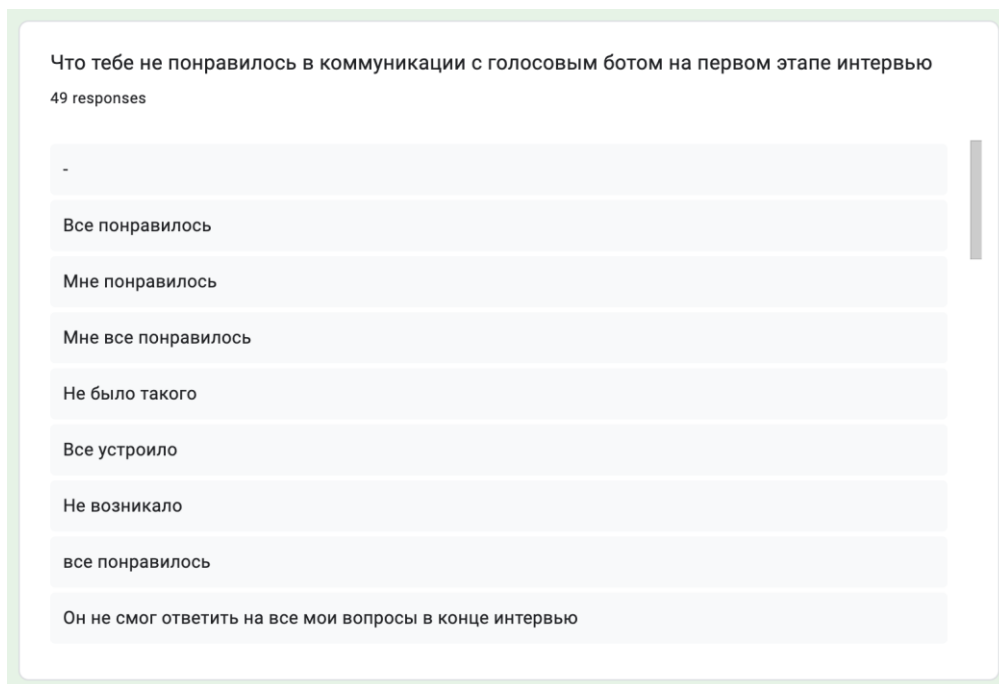 Что тебе не понравилось в коммуникации с голосовым ботом на первом этапе интервью
49 responses
-
Все понравилось
Мне понравилось
Мне все понравилось
Не было такого
Все устроило
Не возникало
все понравилось
Он не смог ответить на все мои вопросы в конце интервью